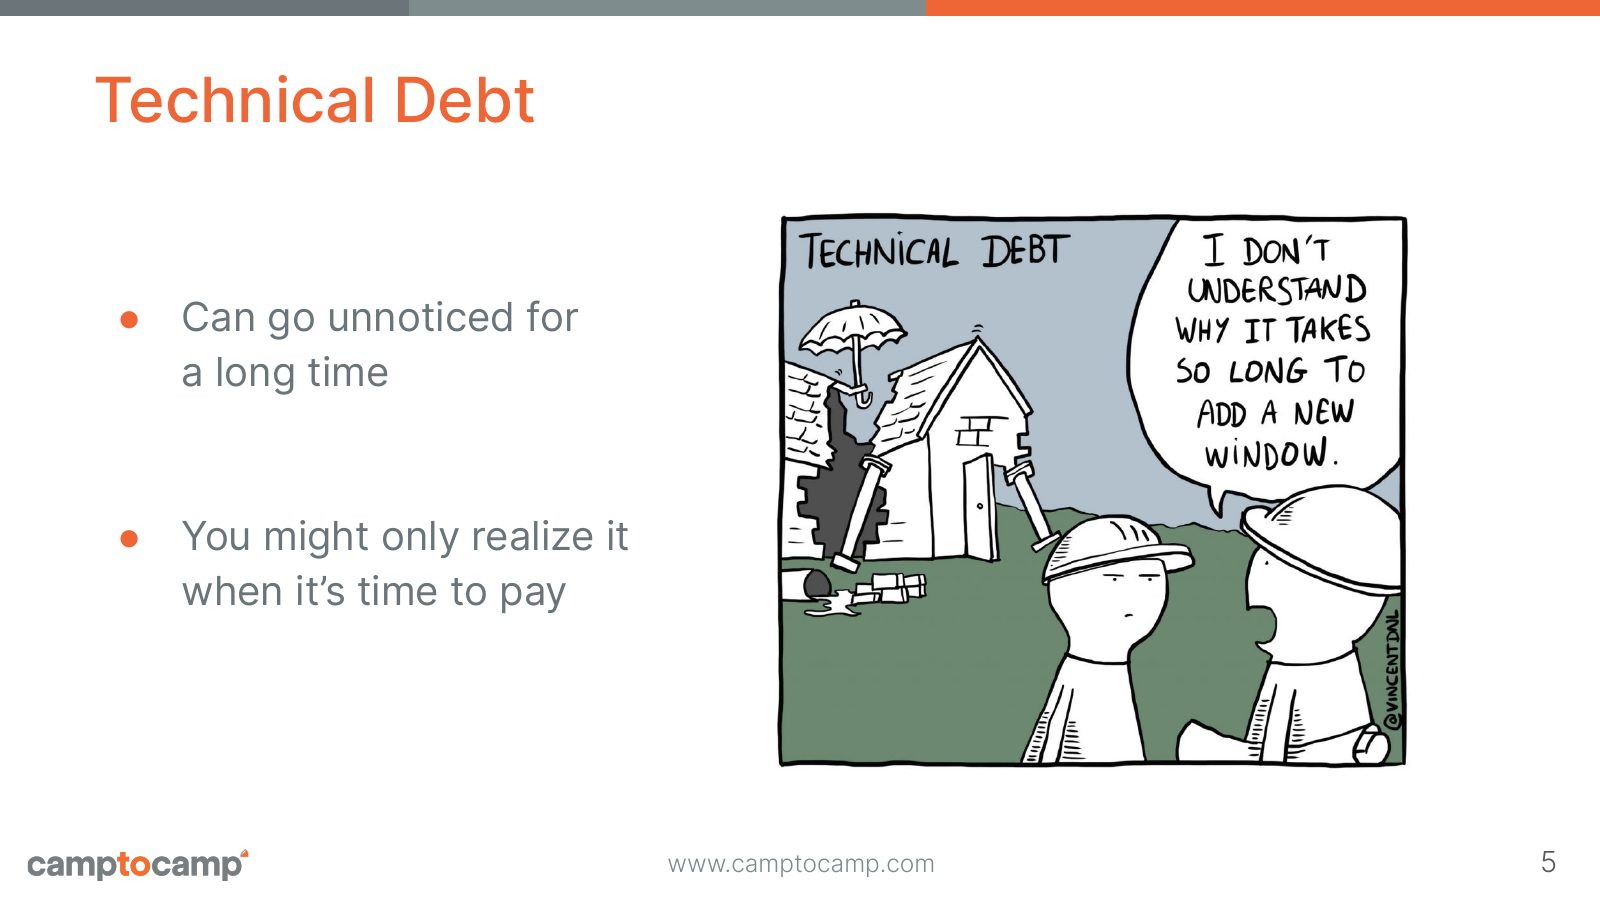 Technical Debt
● Can go unnoticed for
a long time
● You might only realize it
when it’s time to pay
TECHNICAL DEBT
I DON'T
UNDERSTAND
WHY IT TAKES
SO LONG TO
ADD A NEW
WINDOW.
@VINCENTDNL
camptocamp
www.camptocamp.com
5